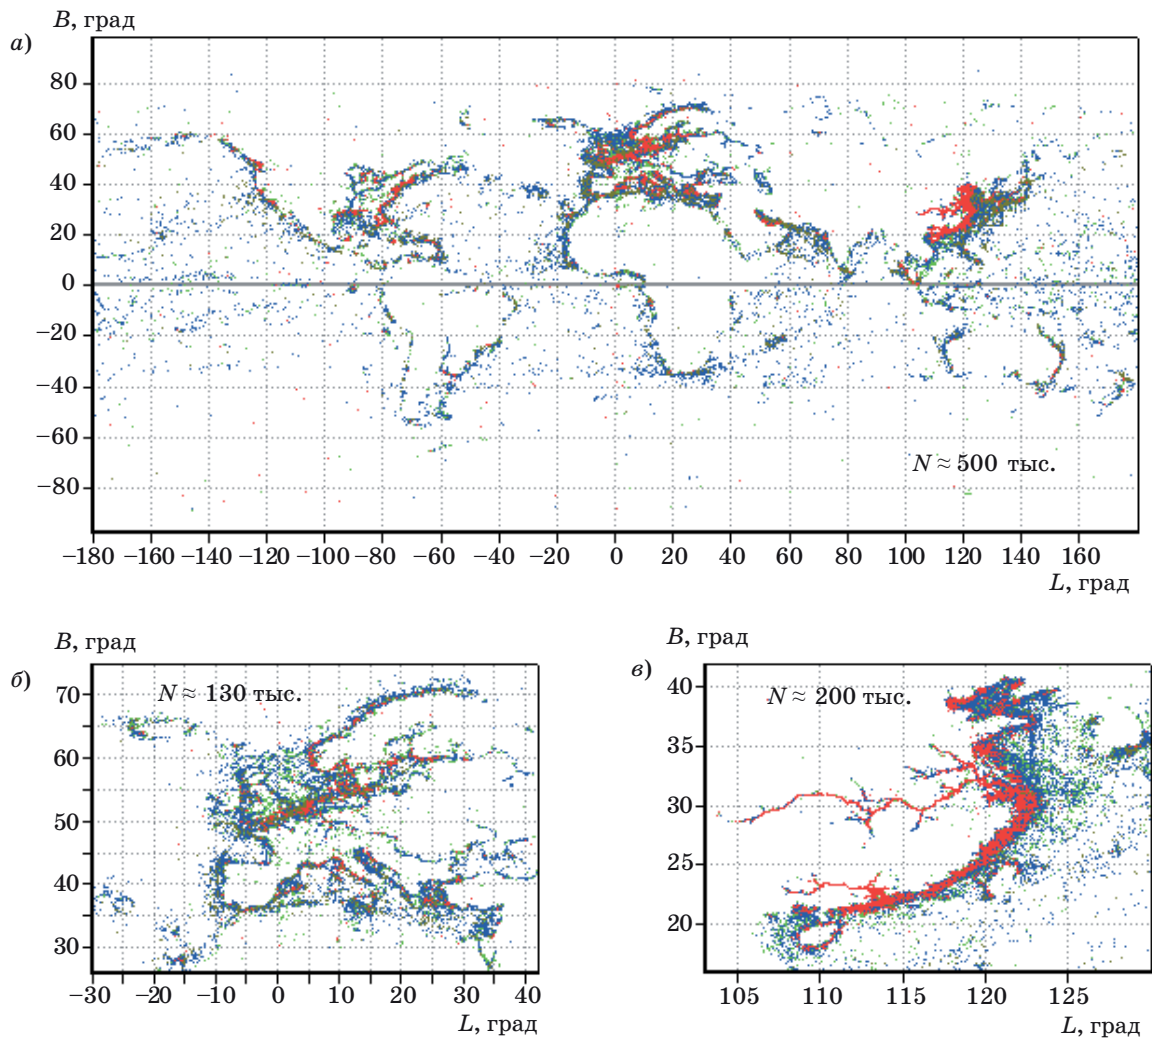 B, град
а)
80
60
40
20
0
−20
−40
−60
−80
N ≈ 500 тыс.
−180 −160 −140 −120 −100 −80 −60 −40 −20 0 20 40 60 80 100 120 140 160
L, град
B, град
б)
N ≈ 130 тыс.
70
60
50
40
30
−30 −20 −10 0 10 20 30 40
L, град
B, град
в)
N ≈ 200 тыс.
40
35
30
25
20
105 110 115 120 125
L, град